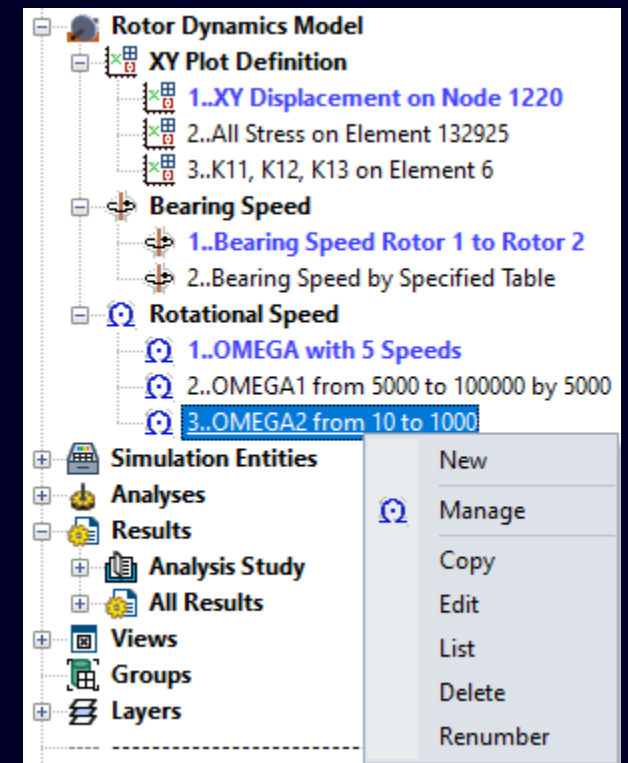 Rotor Dynamics Model
XY Plot Definition
1..XY Displacement on Node 1220
2..All Stress on Element 132925
3..K11, K12, K13 on Element 6
Bearing Speed
1..Bearing Speed Rotor 1 to Rotor 2
2..Bearing Speed by Specified Table
Rotational Speed
1..OMEGA with 5 Speeds
2..OMEGA1 from 5000 to 100000 by 5000
3..OMEGA2 from 10 to 1000
Simulation Entities
Analyses
Results
Analysis Study
All Results
Views
Groups
Layers
New
Manage
Copy
Edit
List
Delete
Renumber